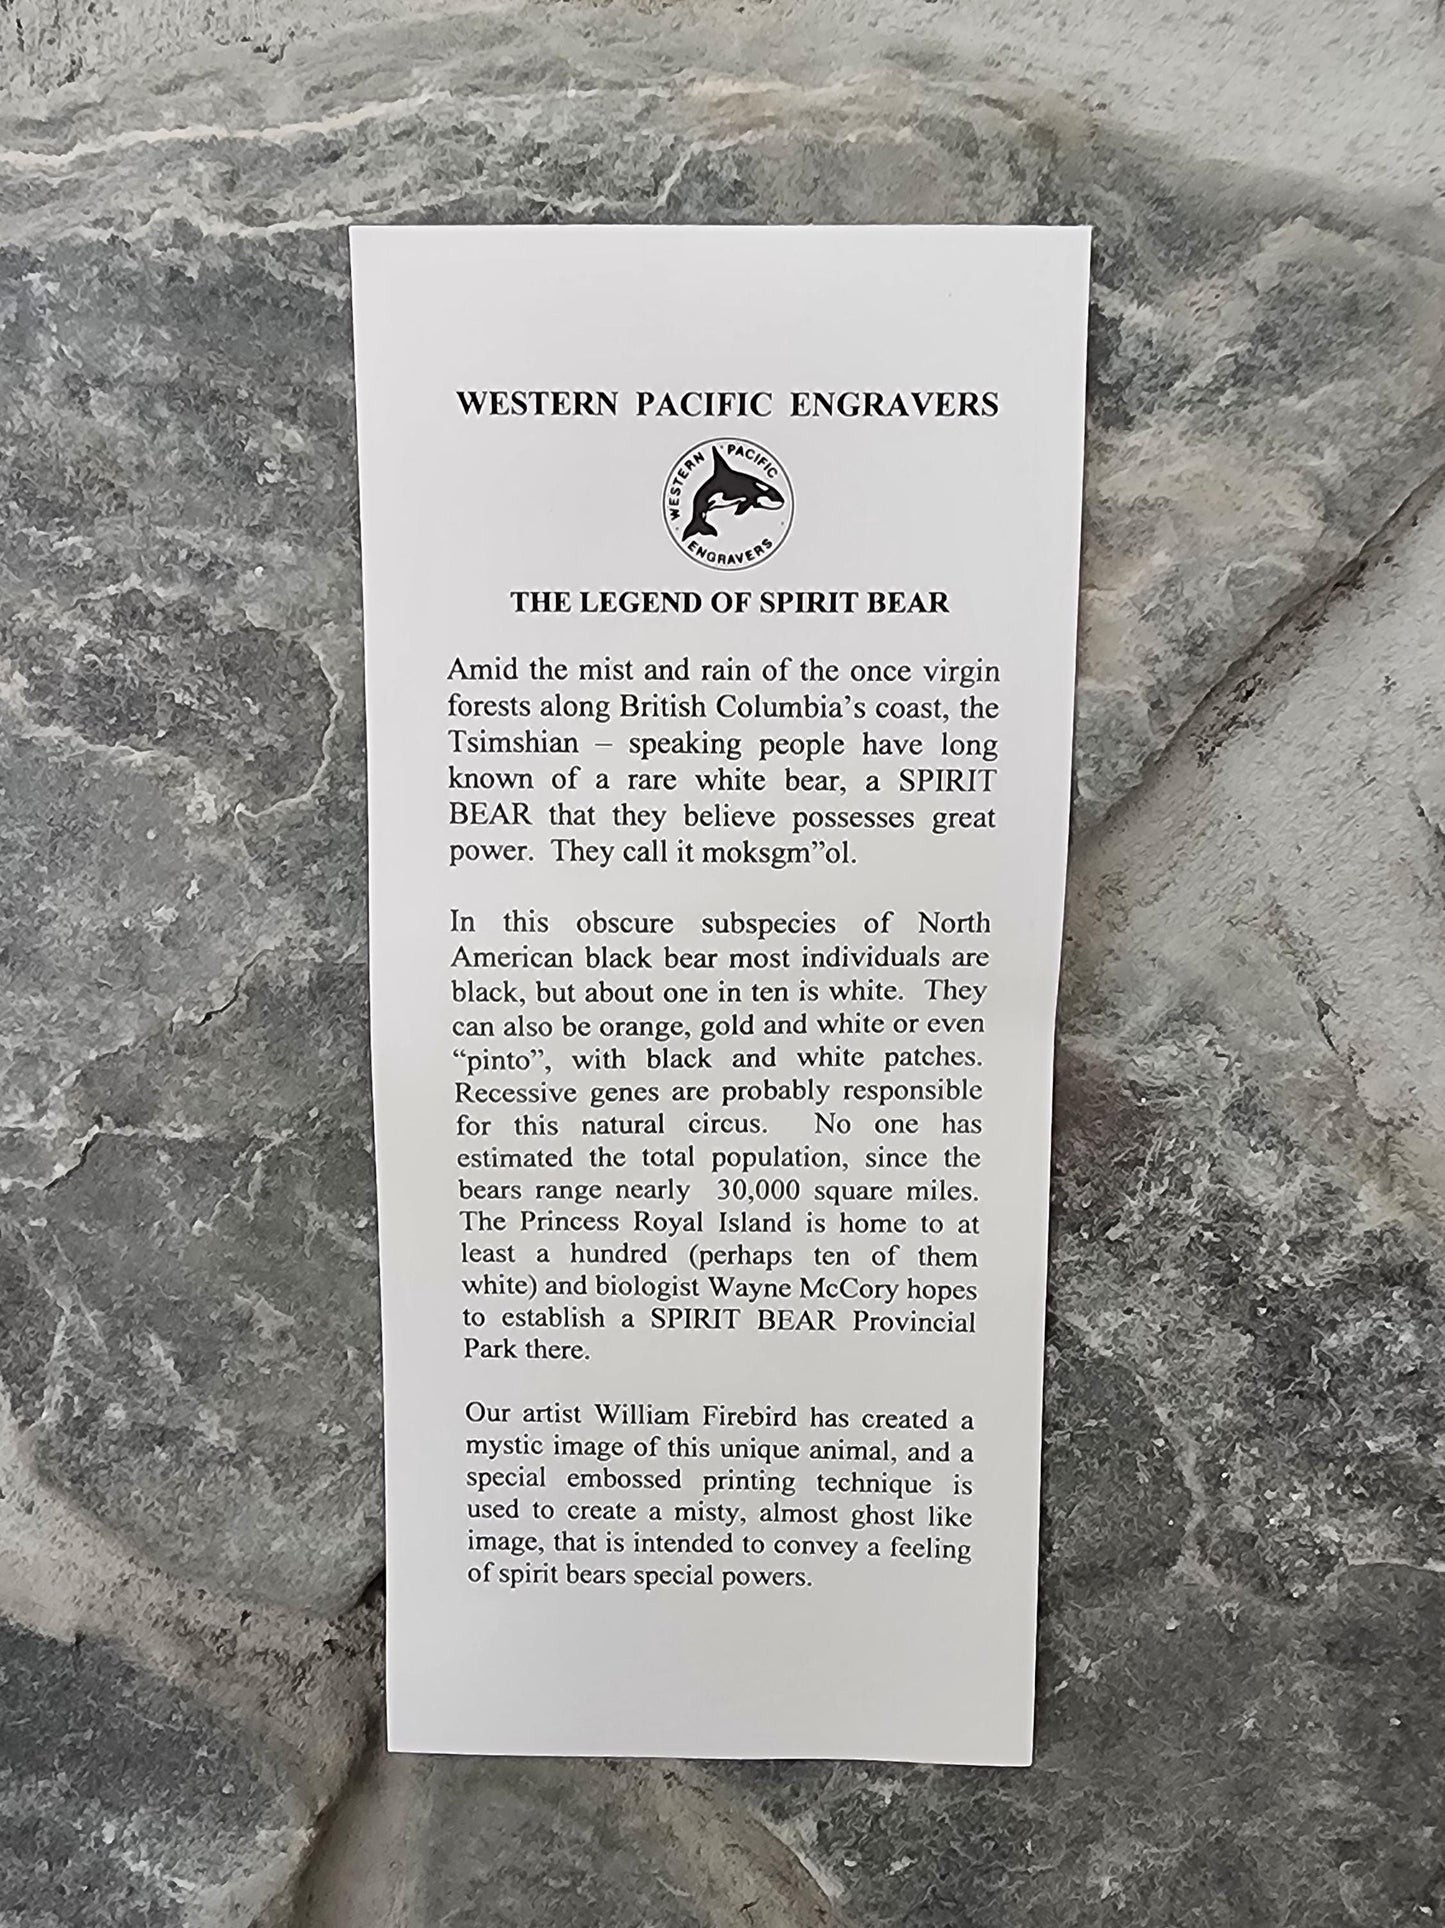 WESTERN PACIFIC ENGRAVERS
WESTERN PACIFIC
ENGRAVERS
THE LEGEND OF SPIRIT BEAR
Amid the mist and rain of the once virgin
forests along British Columbia’s coast, the
Tsimshian – speaking people have long
known of a rare white bear, a SPIRIT
BEAR that they believe possesses great
power. They call it moksgm”ol.
In this obscure subspecies of North
American black bear most individuals are
black, but about one in ten is white. They
can also be orange, gold and white or even
“pinto”, with black and white patches.
Recessive genes are probably responsible
for this natural circus. No one has
estimated the total population, since the
bears range nearly 30,000 square miles.
The Princess Royal Island is home to at
least a hundred (perhaps ten of them
white) and biologist Wayne McCory hopes
to establish a SPIRIT BEAR Provincial
Park there.
Our artist William Firebird has created a
mystic image of this unique animal, and a
special embossed printing technique is
used to create a misty, almost ghost like
image, that is intended to convey a feeling
of spirit bears special powers.